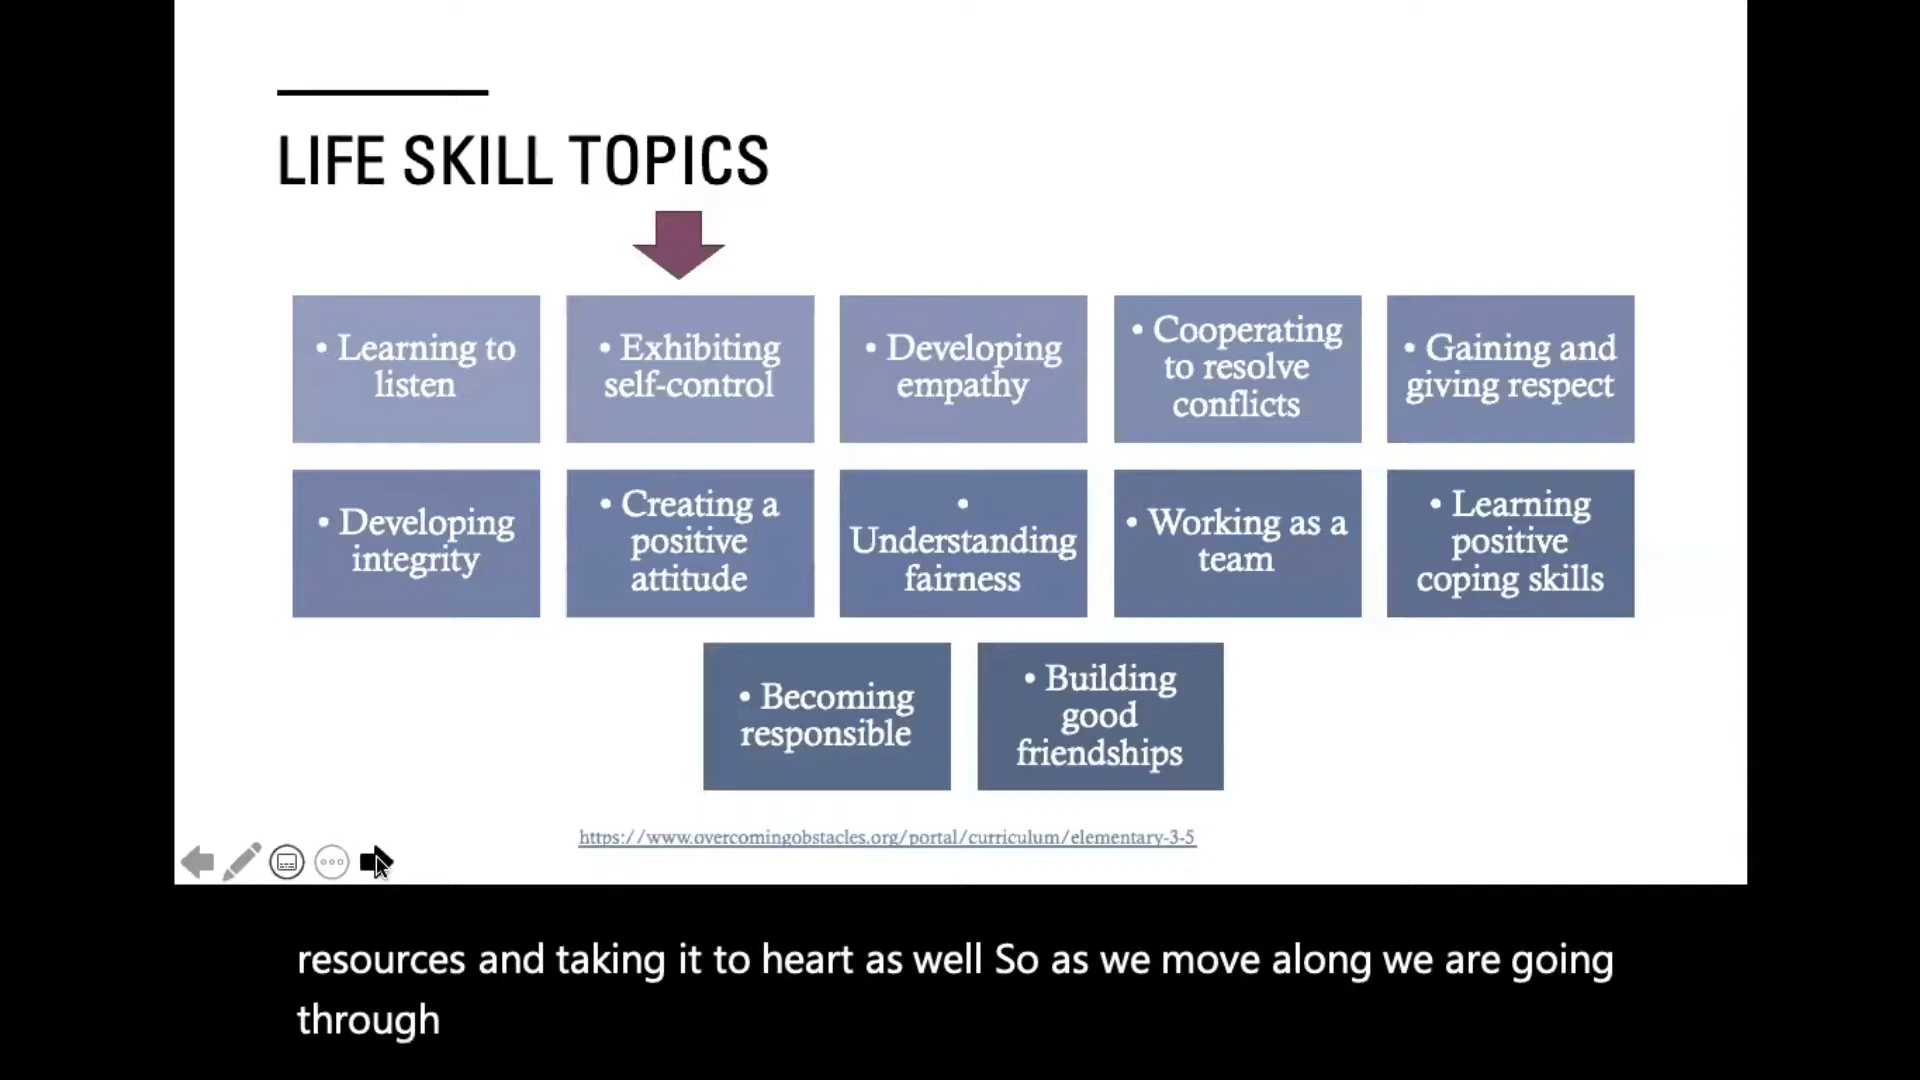 LIFE SKILL TOPICS
• Learning to
listen
• Exhibiting
self-control
• Developing
empathy
• Cooperating
to resolve
conflicts
• Gaining and
giving respect
• Developing
integrity
• Creating a
positive
attitude
•
Understanding
fairness
• Working as a
team
• Learning
positive
coping skills
• Becoming
responsible
• Building
good
friendships
https://www.overcomingobstacles.org/portal/curriculum/elementary-3-5
resources and taking it to heart as well So as we move along we are going
through